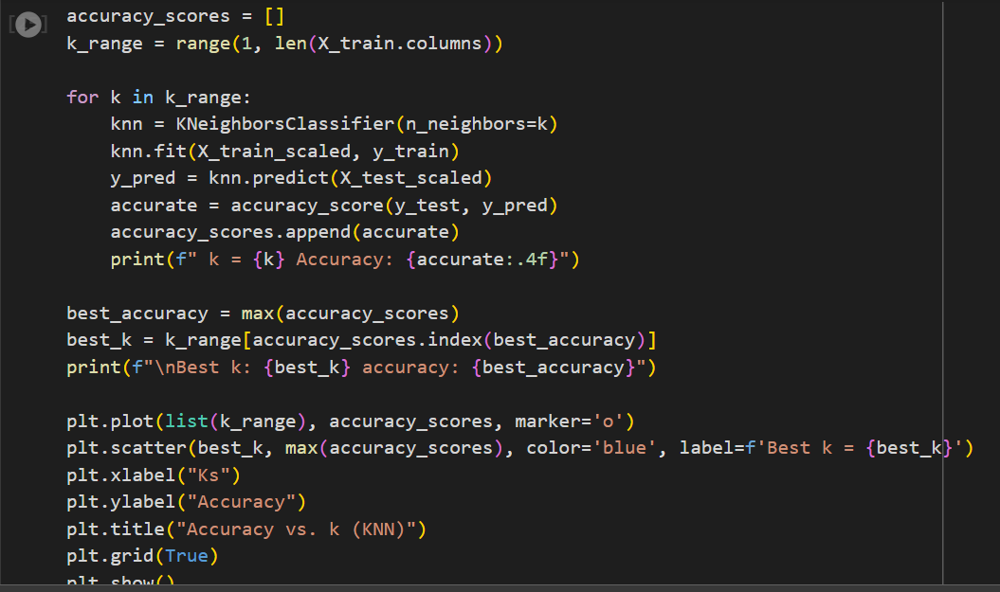 accuracy_scores = []
k_range = range(1, len(X_train.columns))
for k in k_range:
    knn = KNeighborsClassifier(n_neighbors=k)
    knn.fit(X_train_scaled, y_train)
    y_pred = knn.predict(X_test_scaled)
    accurate = accuracy_score(y_test, y_pred)
    accuracy_scores.append(accurate)
    print(f" k = {k} Accuracy: {accurate:.4f}")
best_accuracy = max(accuracy_scores)
best_k = k_range[accuracy_scores.index(best_accuracy)]
print(f"\nBest k: {best_k} accuracy: {best_accuracy}")
plt.plot(list(k_range), accuracy_scores, marker='o')
plt.scatter(best_k, max(accuracy_scores), color='blue', label=f'Best k = {best_k}')
plt.xlabel("Ks")
plt.ylabel("Accuracy")
plt.title("Accuracy vs. k (KNN)")
plt.grid(True)
plt.show()